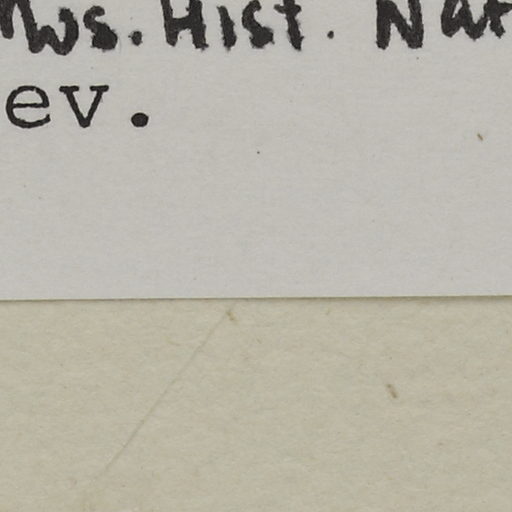 Mus. Hist. Nat
ev.